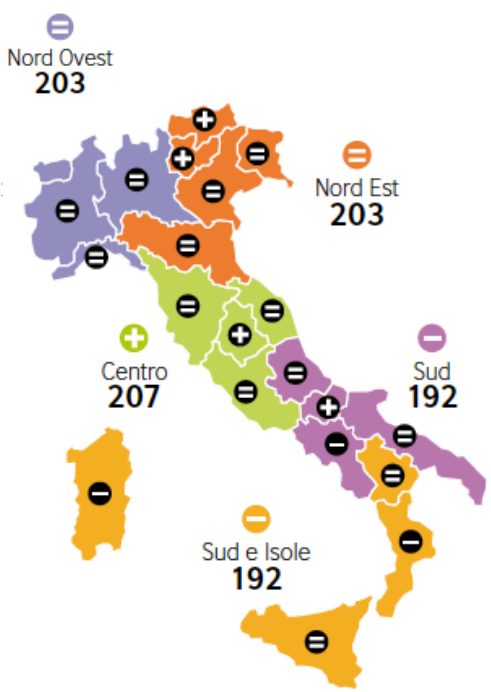 Nord Ovest
203
Nord Est
203
Centro
207
Sud
192
Sud e Isole
192